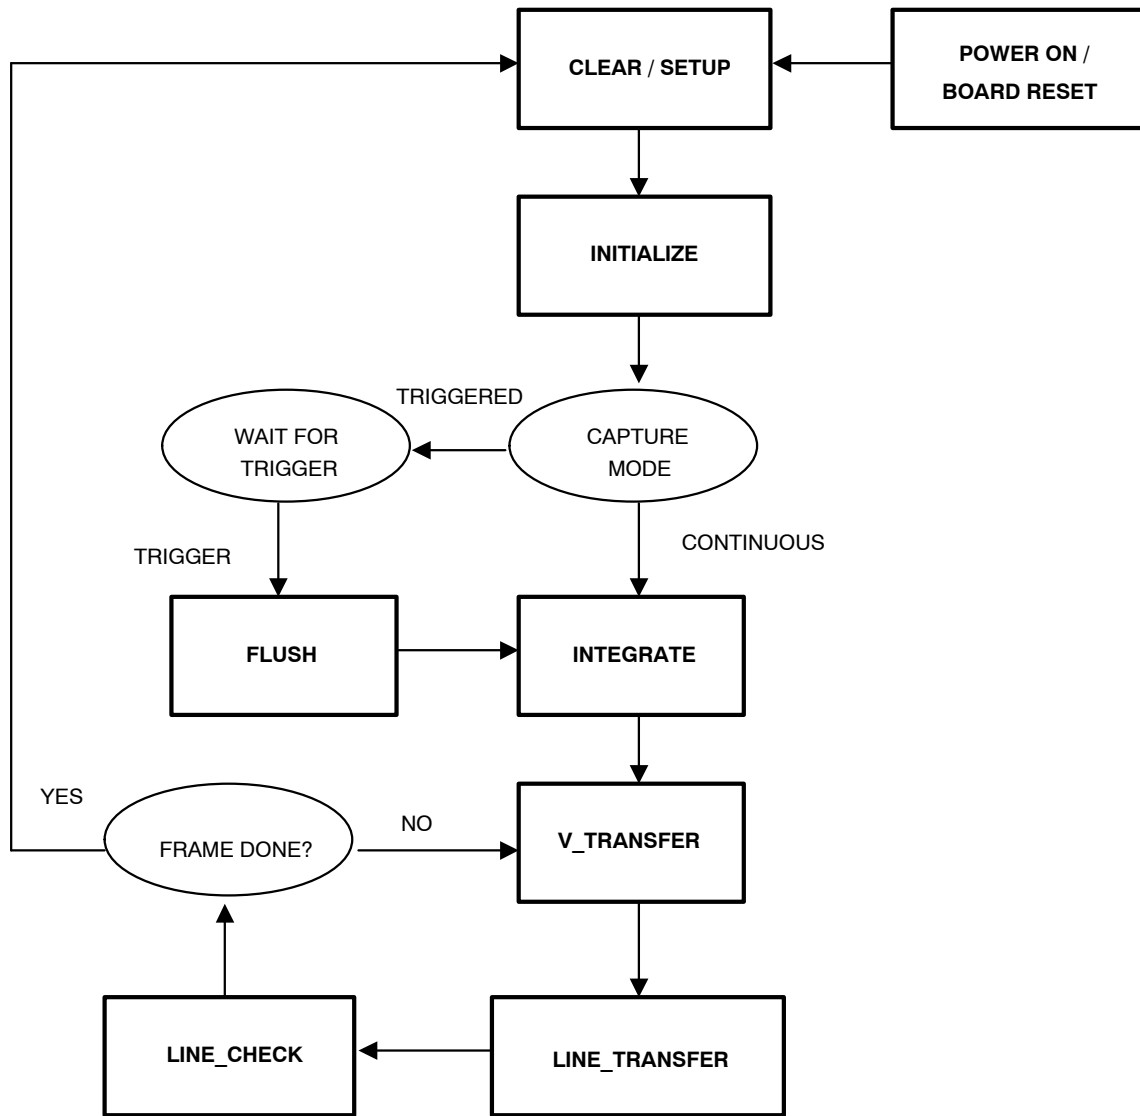 CLEAR / SETUP
POWER ON /
BOARD RESET
INITIALIZE
TRIGGERED
WAIT FOR
TRIGGER
CAPTURE
MODE
TRIGGER
CONTINUOUS
FLUSH
INTEGRATE
YES
FRAME DONE?
NO
V_TRANSFER
LINE_CHECK
LINE_TRANSFER